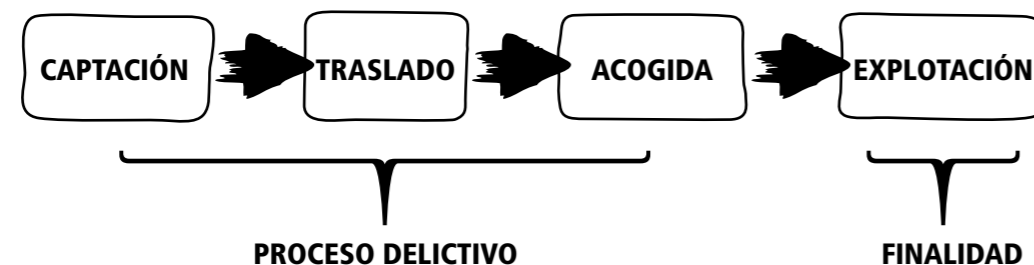 CAPTACIÓN TRASLADO ACOGIDA EXPLOTACIÓN
PROCESO DELICTIVO FINALIDAD